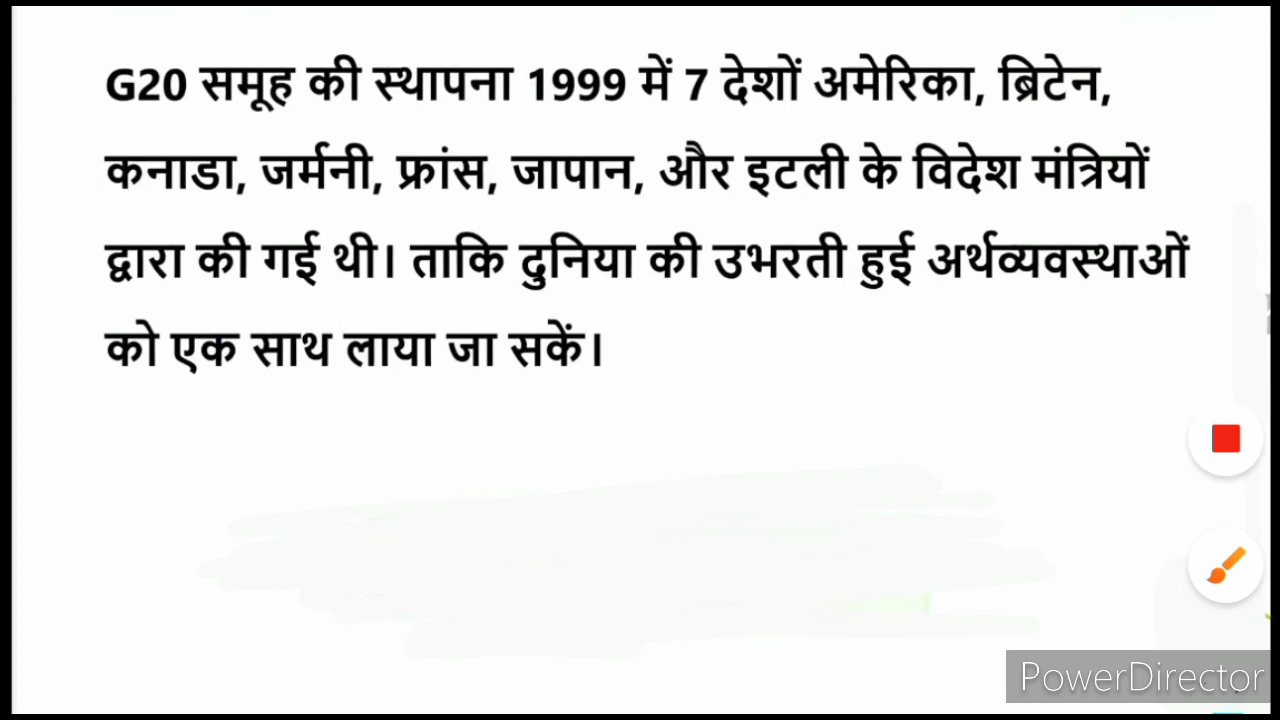 G20 समूह की स्थापना 1999 में 7 देशों अमेरिका, ब्रिटेन,
कनाडा, जर्मनी, फ्रांस, जापान, और इटली के विदेश मंत्रियों
द्वारा की गई थी। ताकि दुनिया की उभरती हुई अर्थव्यवस्थाओं
को एक साथ लाया जा सकें।
PowerDirector